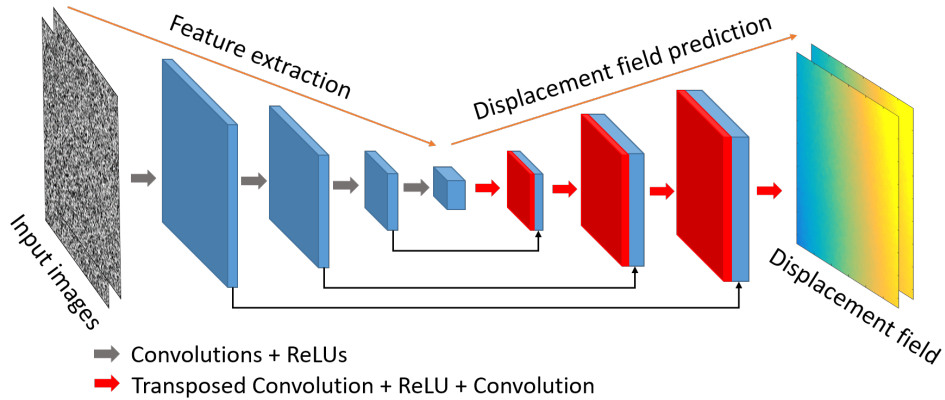 Feature extraction
Displacement field prediction
Input images
Displacement field
Convolutions + ReLUs
Transposed Convolution + ReLU + Convolution